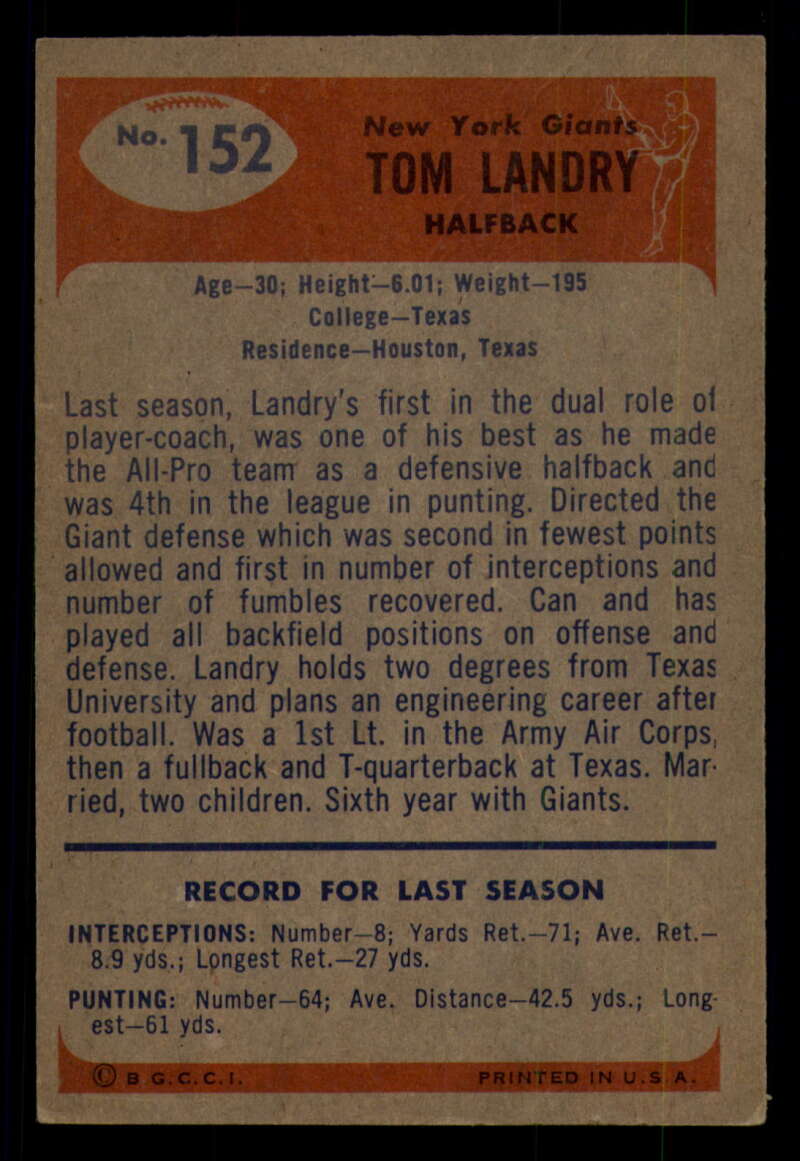 No. 152
New York Giants
TOM LANDRY
HALFBACK
Age—30; Height—6.01; Weight—195
College—Texas
Residence—Houston, Texas
Last season, Landry's first in the dual role of
player-coach, was one of his best as he made
the All-Pro team as a defensive halfback and
was 4th in the league in punting. Directed the
Giant defense which was second in fewest points
allowed and first in number of interceptions and
number of fumbles recovered. Can and has
played all backfield positions on offense and
defense. Landry holds two degrees from Texas
University and plans an engineering career after
football. Was a 1st Lt. in the Army Air Corps,
then a fullback and T-quarterback at Texas. Mar-
ried, two children. Sixth year with Giants.
RECORD FOR LAST SEASON
INTERCEPTIONS: Number—8; Yards Ret.—71; Ave. Ret.—
8.9 yds.; Longest Ret.—27 yds.
PUNTING: Number—64; Ave. Distance—42.5 yds.; Long-
est—61 yds.
© B.G.C.C.I. PRINTED IN U.S.A.